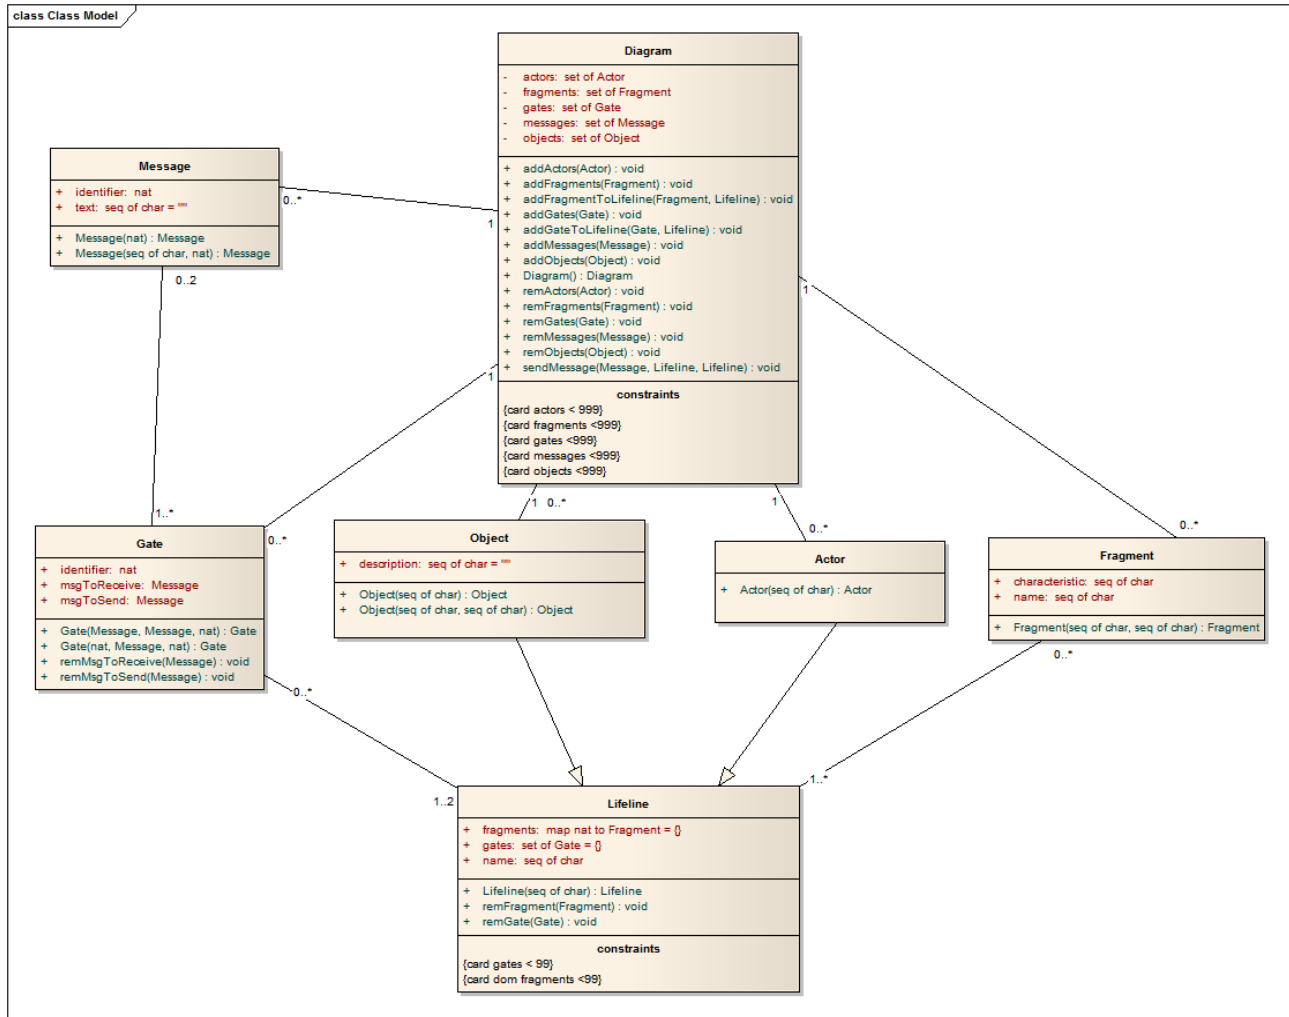 class Class Model
Diagram
- actors: set of Actor
- fragments: set of Fragment
- gates: set of Gate
- messages: set of Message
- objects: set of Object
+ addActors(Actor) : void
+ addFragments(Fragment) : void
+ addFragmentToLifeline(Fragment, Lifeline) : void
+ addGates(Gate) : void
+ addGateToLifeline(Gate, Lifeline) : void
+ addMessages(Message) : void
+ addObjects(Object) : void
+ Diagram() : Diagram
+ remActors(Actor) : void
+ remFragments(Fragment) : void
+ remGates(Gate) : void
+ remMessages(Message) : void
+ remObjects(Object) : void
+ sendMessage(Message, Lifeline, Lifeline) : void
constraints
{card actors < 999}
{card fragments <999}
{card gates <999}
{card messages <999}
{card objects <999}
Message
+ identifier: nat
+ text: seq of char = ""
+ Message(nat) : Message
+ Message(seq of char, nat) : Message
0..*
1
0..2
1..*
1
0..*
1 0..*
1
0..*
1
0..*
Gate
+ identifier: nat
+ msgToReceive: Message
+ msgToSend: Message
+ Gate(Message, Message, nat) : Gate
+ Gate(nat, Message, nat) : Gate
+ remMsgToReceive(Message) : void
+ remMsgToSend(Message) : void
Object
+ description: seq of char = ""
+ Object(seq of char) : Object
+ Object(seq of char, seq of char) : Object
Actor
+ Actor(seq of char) : Actor
Fragment
+ characteristic: seq of char
+ name: seq of char
+ Fragment(seq of char, seq of char) : Fragment
0..*
1..2
0..*
1..*
Lifeline
+ fragments: map nat to Fragment = {}
+ gates: set of Gate = {}
+ name: seq of char
+ Lifeline(seq of char) : Lifeline
+ remFragment(Fragment) : void
+ remGate(Gate) : void
constraints
{card gates < 99}
{card dom fragments <99}